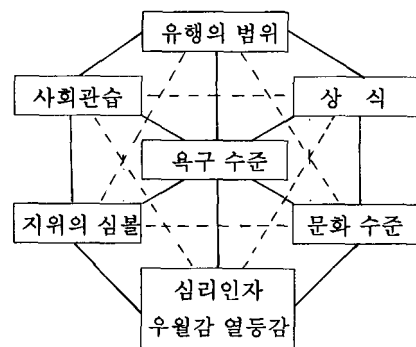 유행의 범위
사회관습
상 식
욕구 수준
지위의 심볼
문화 수준
심리인자
우월감 열등감